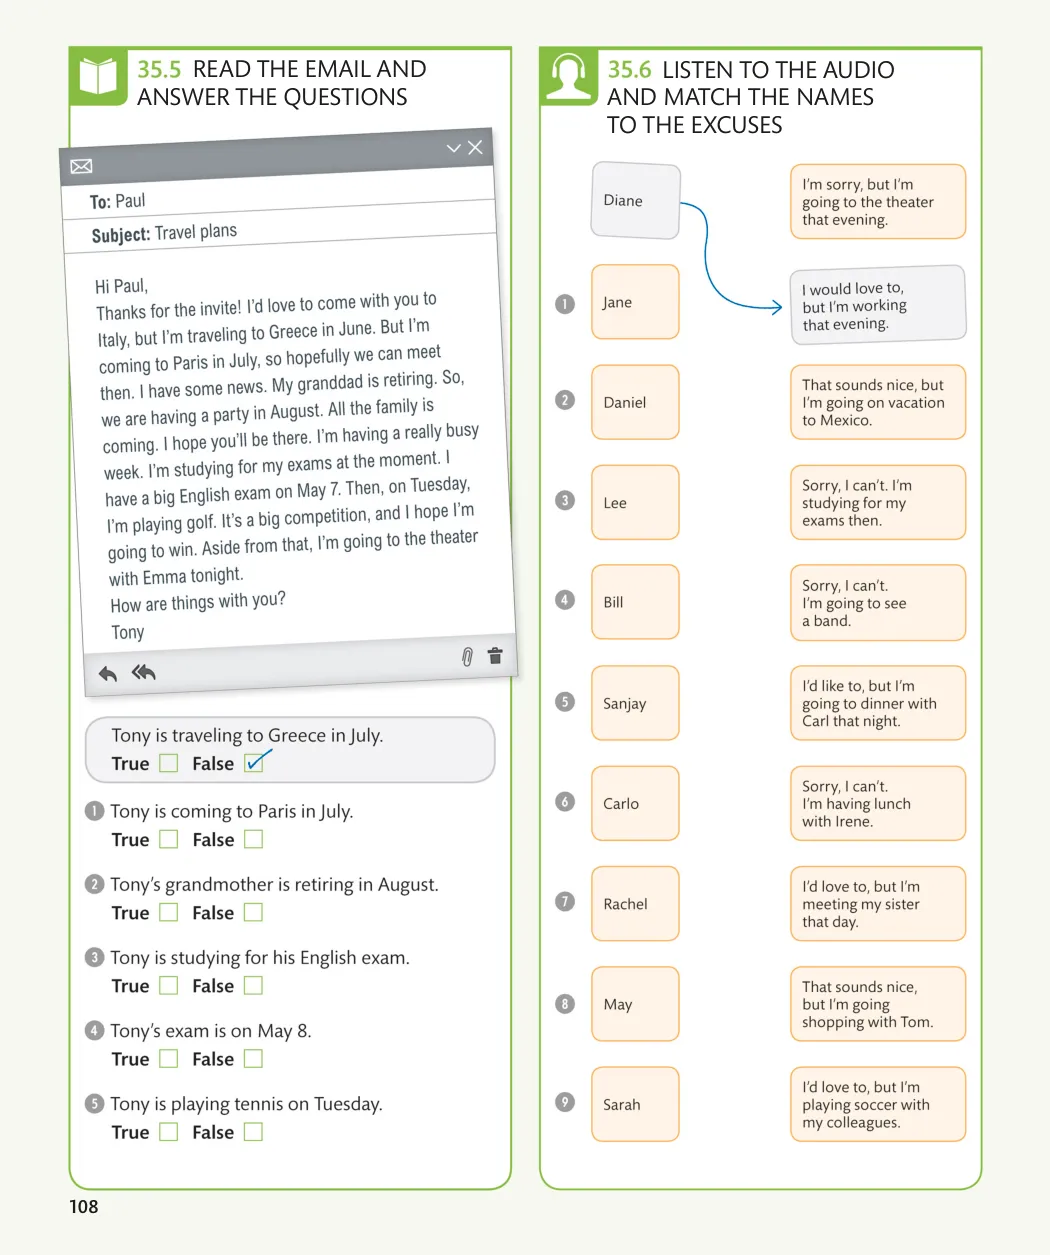 35.5 READ THE EMAIL AND
ANSWER THE QUESTIONS
To: Paul
Subject: Travel plans
Hi Paul,
Thanks for the invite! I'd love to come with you to
Italy, but I'm traveling to Greece in June. But I'm
coming to Paris in July, so hopefully we can meet
then. I have some news. My granddad is retiring. So,
we are having a party in August. All the family is
coming. I hope you'll be there. I'm having a really busy
week. I'm studying for my exams at the moment. I
have a big English exam on May 7. Then, on Tuesday,
I'm playing golf. It's a big competition, and I hope I'm
going to win. Aside from that, I'm going to the theater
with Emma tonight.
How are things with you?
Tony
Tony is traveling to Greece in July.
True False
1 Tony is coming to Paris in July.
True False
2 Tony's grandmother is retiring in August.
True False
3 Tony is studying for his English exam.
True False
4 Tony's exam is on May 8.
True False
5 Tony is playing tennis on Tuesday.
True False
35.6 LISTEN TO THE AUDIO
AND MATCH THE NAMES
TO THE EXCUSES
Diane
1 Jane
2 Daniel
3 Lee
4 Bill
5 Sanjay
6 Carlo
7 Rachel
8 May
9 Sarah
I'm sorry, but I'm
going to the theater
that evening.
I would love to,
but I'm working
that evening.
That sounds nice, but
I'm going on vacation
to Mexico.
Sorry, I can't. I'm
studying for my
exams then.
Sorry, I can't.
I'm going to see
a band.
I'd like to, but I'm
going to dinner with
Carl that night.
Sorry, I can't.
I'm having lunch
with Irene.
I'd love to, but I'm
meeting my sister
that day.
That sounds nice,
but I'm going
shopping with Tom.
I'd love to, but I'm
playing soccer with
my colleagues.
108